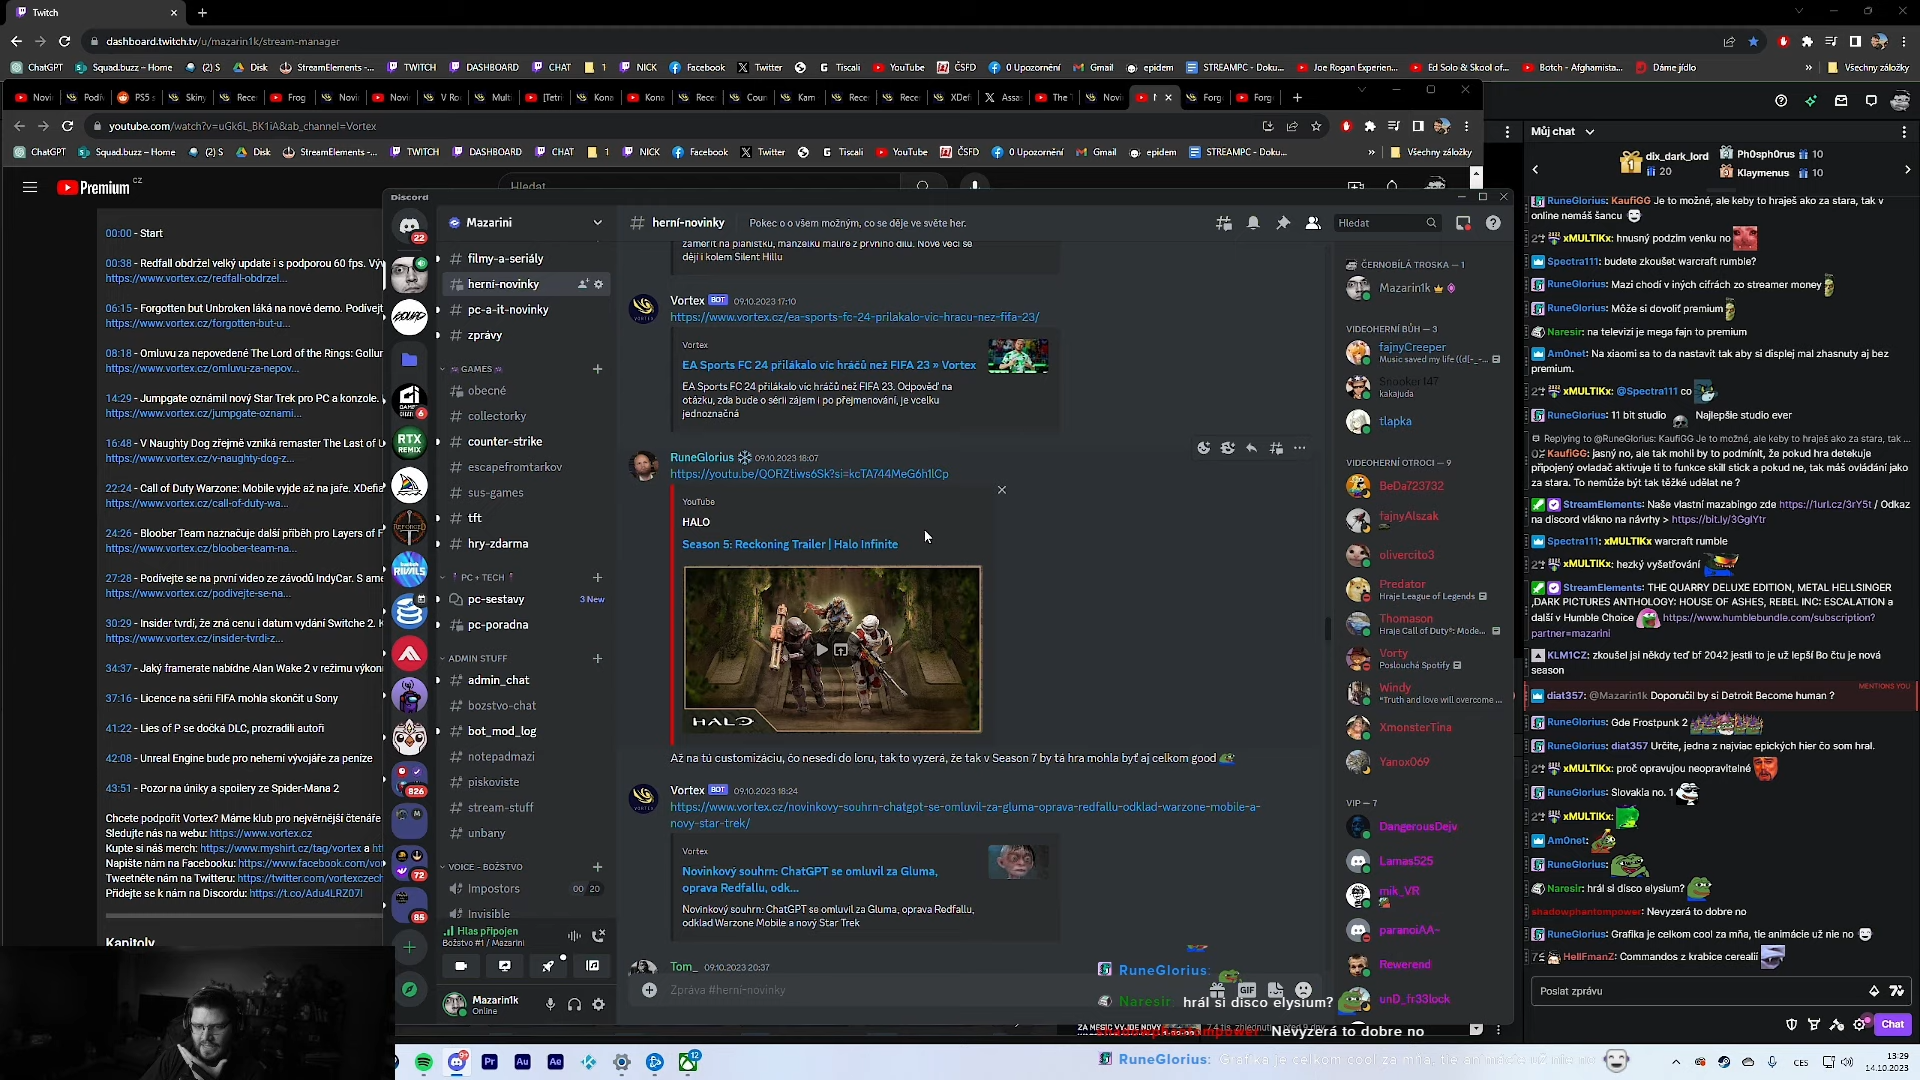 Twitch
dashboard.twitch.tv/u/mazarin1k/stream-manager
ChatGPT
Squad.buzz – Home
(2) S
Disk
StreamElements -...
TWITCH
DASHBOARD
CHAT
1
NICK
Facebook
Twitter
Tiscali
YouTube
ČSFD
0 Upozornění
Gmail
epidem
STREAMPC - Doku...
Joe Rogan Experien...
Ed Solo & Skool of...
Botch - Afghanista...
Dáme jídlo
Všechny záložky
youtube.com/watch?v=uGk6L_BK1iA&ab_channel=Vortex
ChatGPT
Squad.buzz – Home
(2) S
Disk
StreamElements -...
TWITCH
DASHBOARD
CHAT
1
NICK
Facebook
Twitter
Tiscali
YouTube
ČSFD
0 Upozornění
Gmail
epidem
STREAMPC - Doku...
Všechny záložky
Premium CZ
Hledat
00:00 - Start
00:38 - Redfall obdržel velký update i s podporou 60 fps.
https://www.vortex.cz/redfall-obdrzel...
06:15 - Forgotten but Unbroken láká na nové demo. Podívejt
https://www.vortex.cz/forgotten-but-u...
08:18 - Omluvu za nepovedené The Lord of the Rings: Gollum
https://www.vortex.cz/omluvu-za-nepov...
14:29 - Jumpgate oznámil nový Star Trek pro PC a konzole.
https://www.vortex.cz/jumpgate-oznami...
16:48 - V Naughty Dog zřejmě vzniká remaster The Last of U
https://www.vortex.cz/v-naughty-dog-z...
22:24 - Call of Duty Warzone: Mobile vyjde až na jaře. XDefia
https://www.vortex.cz/call-of-duty-wa...
24:26 - Bloober Team naznačuje další příběh pro Layers of F
https://www.vortex.cz/bloober-team-na...
27:28 - Podívejte se na první video ze závodů IndyCar. S ame
https://www.vortex.cz/podivejte-se-na...
30:29 - Insider tvrdí, že zná cenu i datum vydání Switche 2. K
https://www.vortex.cz/insider-tvrdi-z...
34:37 - Jaký framerate nabídne Alan Wake 2 v režimu výkon
37:16 - Licence na sérii FIFA mohla skončit u Sony
41:22 - Lies of P se dočká DLC, prozradili autoři
42:08 - Unreal Engine bude pro neherní vývojáře za peníze
43:51 - Pozor na úniky a spoilery ze Spider-Mana 2
Chcete podpořit Vortex? Máme klub pro nejvěrnější čtenáře
Sledujte nás na webu: https://www.vortex.cz
Kupte si náš merch: https://www.myshirt.cz/tag/vortex a
Napište nám na Facebooku: https://www.facebook.com/vor
Tweetněte nám na Twitteru: https://twitter.com/vortexczech
Přidejte se k nám na Discordu: https://t.co/Adu4LRZ07l
Kapitoly
Discord
Mazarini
filmy-a-seriály
herní-novinky
pc-a-it-novinky
zprávy
GAMES
obecné
collectorky
counter-strike
escapefromtarkov
sus-games
tft
hry-zdarma
PC + TECH
pc-sestavy
3 New
pc-poradna
ADMIN STUFF
admin_chat
bozstvo-chat
bot_mod_log
notepadmazi
piskoviste
stream-stuff
unbany
VOICE - BOŽSTVO
Impostors
00 20
Invisible
Hlas připojen
Božstvo #1 / Mazarini
Mazarin1k
Online
herní-novinky
Pokec o o všem možným, co se děje ve světe her.
Hledat
zaměřit na pianistku, manželku malíře z prvního dílu. Nové věci se
dějí i kolem Silent Hillu
Vortex BOT 09.10.2023 17:10
https://www.vortex.cz/ea-sports-fc-24-prilakalo-vic-hracu-nez-fifa-23/
Vortex
EA Sports FC 24 přilákalo víc hráčů než FIFA 23 » Vortex
EA Sports FC 24 přilákalo víc hráčů než FIFA 23. Odpověď na
otázku, zda bude o sérii zájem i po přejmenování, je vcelku
jednoznačná
RuneGlorius 09.10.2023 18:07
https://youtu.be/QORZtiws6Sk?si=kcTA744MeG6h1lCp
YouTube
HALO
Season 5: Reckoning Trailer | Halo Infinite
HALO
Až na tú customizáciu, čo nesedí do loru, tak to vyzerá, že tak v Season 7 by tá hra mohla byť aj celkom good
Vortex BOT 09.10.2023 18:24
https://www.vortex.cz/novinkovy-souhrn-chatgpt-se-omluvil-za-gluma-oprava-redfallu-odklad-warzone-mobile-a-
novy-star-trek/
Vortex
Novinkový souhrn: ChatGPT se omluvil za Gluma,
oprava Redfallu, odk...
Novinkový souhrn: ChatGPT se omluvil za Gluma, oprava Redfallu,
odklad Warzone Mobile a nový Star Trek
Tom_ 09.10.2023 20:37
Zpráva #herní-novinky
ČERNOBÍLÁ TROSKA — 1
Mazarin1k
VIDEOHERNÍ BŮH — 3
fajnyCreeper
Music saved my life ((d[-_-...
Snooker147
kakajuda
tlapka
VIDEOHERNÍ OTROCI — 9
BeDa723732
fajnyAlszak
olivercito3
Predator
Hraje League of Legends
Thomason
Hraje Call of Duty®: Mode...
Vorty
Poslouchá Spotify
Windy
"Truth and love will overcome ...
XmonsterTina
Yanox069
VIP — 7
DangerousDejv
Lamas525
mik_VR
paranoiAA~
Rewerend
unD_fr33lock
Můj chat
dix_dark_lord
20
Ph0sph0rus 10
Klaymenus 10
RuneGlorius: KaufiGG Je to možné, ale keby to hraješ ako za stara, tak v
online nemáš šancu
xMULTIKx: hnusný podzim venku no
Spectra111: budete zkoušet warcraft rumble?
RuneGlorius: Mazi chodí v iných cifrách zo streamer money
RuneGlorius: Môže si dovoliť premium
Naresir: na televizi je mega fajn to premium
Am0net: Na xiaomi sa to da nastavit tak aby si displej mal zhasnuty aj bez
premium.
xMULTIKx: @Spectra111 co
RuneGlorius: 11 bit studio Najlepšie studio ever
Replying to @RuneGlorius: KaufiGG Je to možné, ale keby to hraješ ako za stara, tak ...
KaufiGG: jasný no, ale tak mohli by to podmínit, že pokud hra detekuje
připojený ovladač aktivuje ti to funkce skill stick a pokud ne, tak máš ovládání jako
za stara. To nemůže být tak těžké udělat ne ?
StreamElements: Naše vlastní mazabingo zde https://1url.cz/3rY5t / Odkaz
na discord vlákno na návrhy > https://bit.ly/3GglYtr
Spectra111: xMULTIKx warcraft rumble
xMULTIKx: hezký vyšetřování
StreamElements: THE QUARRY DELUXE EDITION, METAL HELLSINGER
,DARK PICTURES ANTHOLOGY: HOUSE OF ASHES, REBEL INC: ESCALATION a
další v Humble Choice https://www.humblebundle.com/subscription?
partner=mazarini
KLM1CZ: zkoušel jsi někdy teď bf 2042 jestli to je už lepší Bo čtu je nová
season
MENTIONS YOU
diat357: @Mazarin1k Doporučil by si Detroit Become human ?
RuneGlorius: Gde Frostpunk 2
RuneGlorius: diat357 Určite, jedna z najviac epických hier čo som hral.
xMULTIKx: proč opravujou neopravitelné
RuneGlorius: Slovakia no. 1
xMULTIKx:
Am0net:
RuneGlorius:
Naresir: hrál si disco elysium?
shadowphantompower: Nevyzerá to dobre no
RuneGlorius: Grafika je celkom cool za mňa, tie animácie už nie no
HellFmanZ: Commandos z krabice cereálií
Poslat zprávu
Chat
RuneGlorius:
Naresir: hrál si disco elysium?
Nevyzerá to dobre no
RuneGlorius: Grafika je celkom cool za mňa, tie animácie už nie no
CES
13:29
14.10.2023